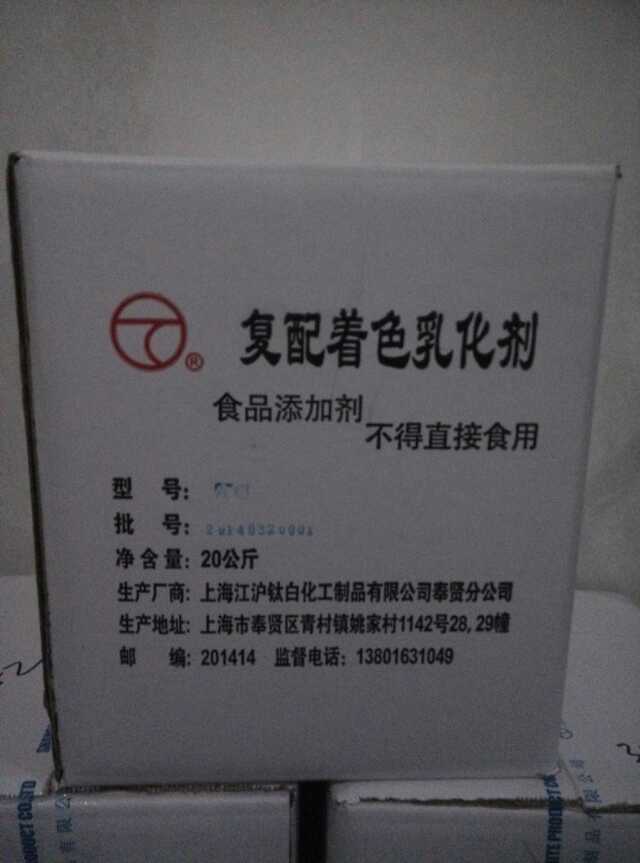 ®
复配着色乳化剂
食品添加剂
不得直接食用
型 号:
批 号: 20140320001
净含量: 20公斤
生产厂商: 上海江沪钛白化工制品有限公司奉贤分公司
生产地址: 上海市奉贤区青村镇姚家村1142号28,29幢
邮 编: 201414 监督电话: 13801631049